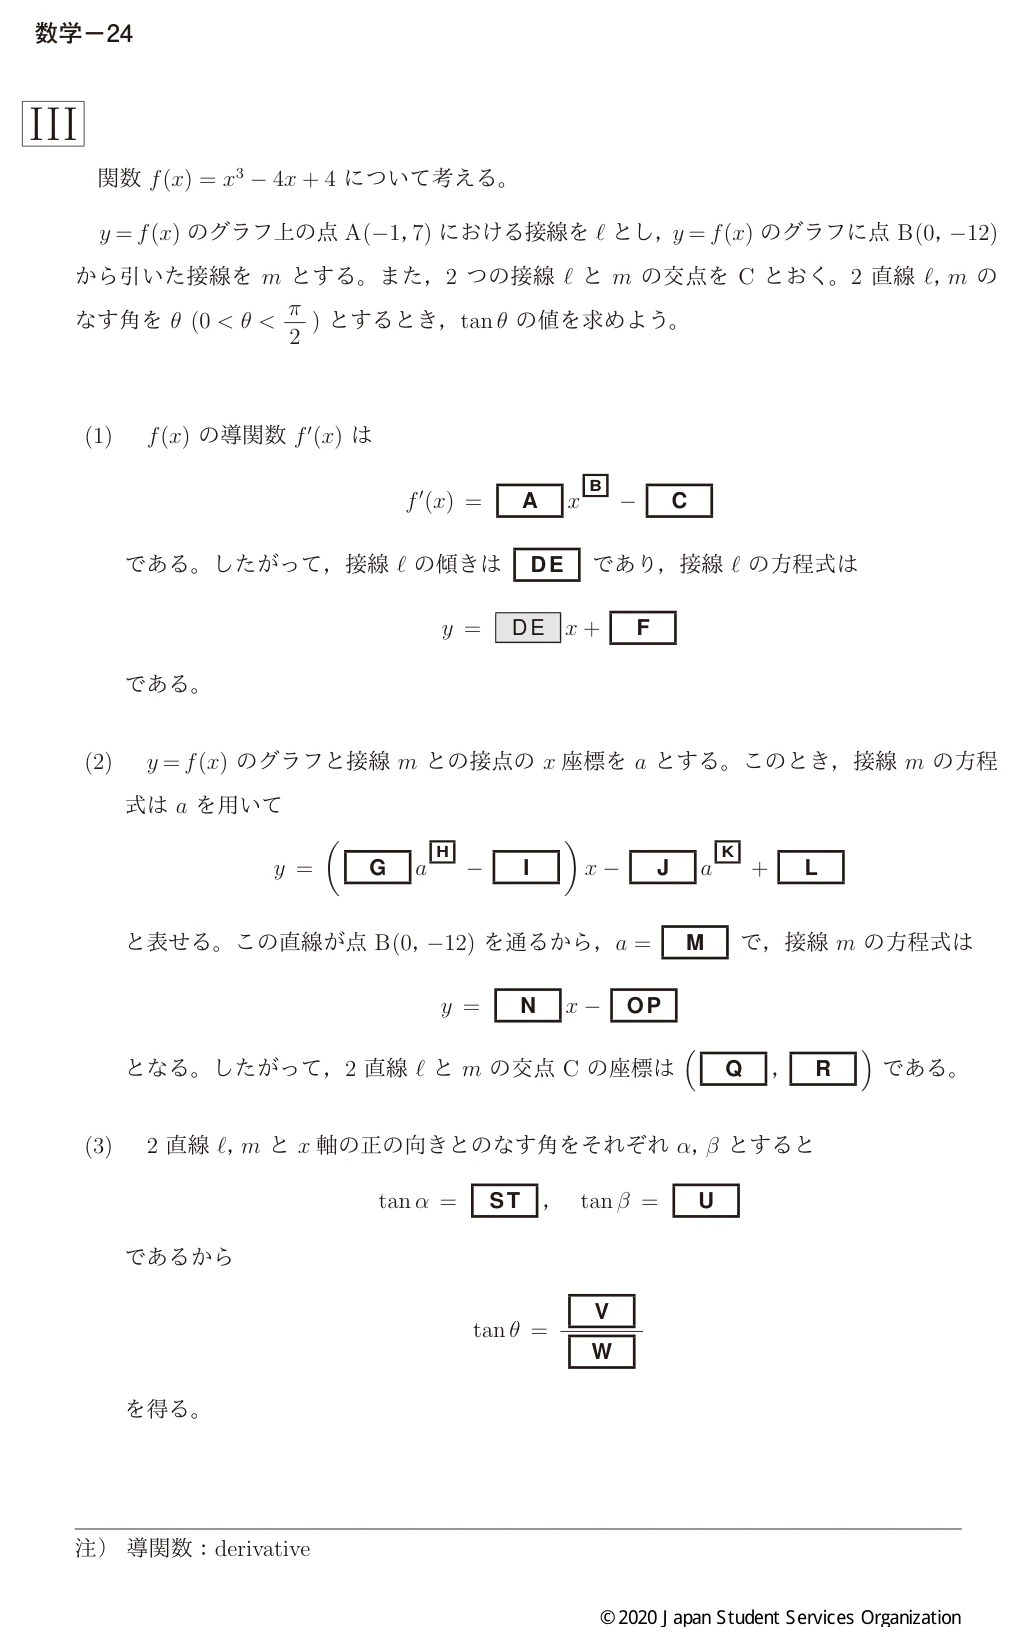 数学－24
III
関数 f(x) = x³ − 4x + 4 について考える。
y = f(x) のグラフ上の点 A(−1, 7) における接線を ℓ とし，y = f(x) のグラフに点 B(0, −12)
から引いた接線を m とする。また，2 つの接線 ℓ と m の交点を C とおく。2 直線 ℓ, m の
なす角を θ (0 < θ < π/2) とするとき，tan θ の値を求めよう。
(1) f(x) の導関数 f′(x) は
f′(x) = A x^B − C
である。したがって，接線 ℓ の傾きは DE であり，接線 ℓ の方程式は
y = DE x + F
である。
(2) y = f(x) のグラフと接線 m との接点の x 座標を a とする。このとき，接線 m の方程
式は a を用いて
y = (G a^H − I) x − J a^K + L
と表せる。この直線が点 B(0, −12) を通るから，a = M で，接線 m の方程式は
y = N x − OP
となる。したがって，2 直線 ℓ と m の交点 C の座標は (Q, R) である。
(3) 2 直線 ℓ, m と x 軸の正の向きとのなす角をそれぞれ α, β とすると
tan α = ST, tan β = U
であるから
tan θ = V/W
を得る。
注） 導関数：derivative
© 2020 Japan Student Services Organization